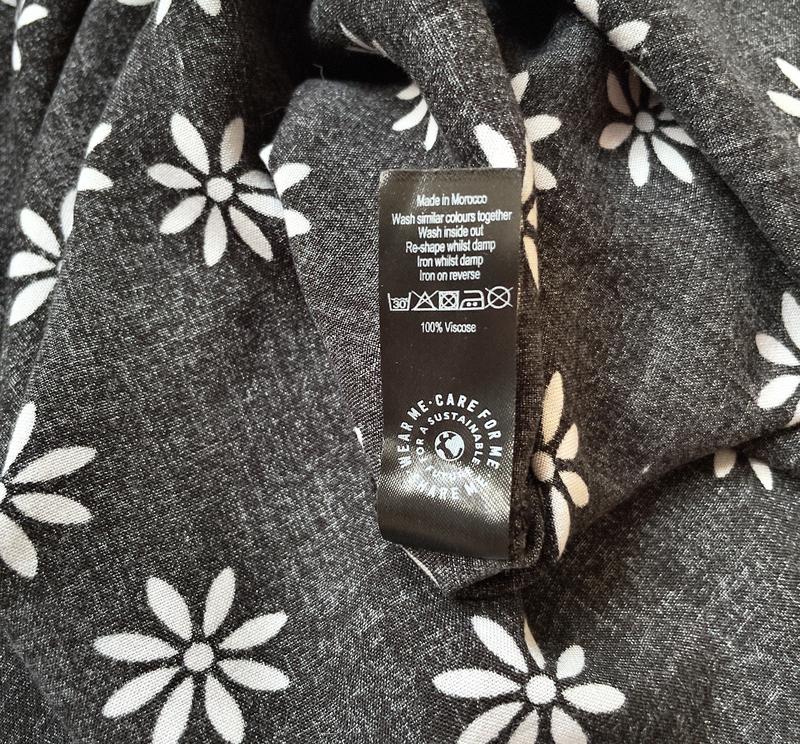 Made in Morocco
Wash similar colours together
Wash inside out
Re-shape whilst damp
Iron whilst damp
Iron on reverse
30
100% Viscose
WEAR ME·CARE FOR ME
FOR A SUSTAINABLE
SHARE ME